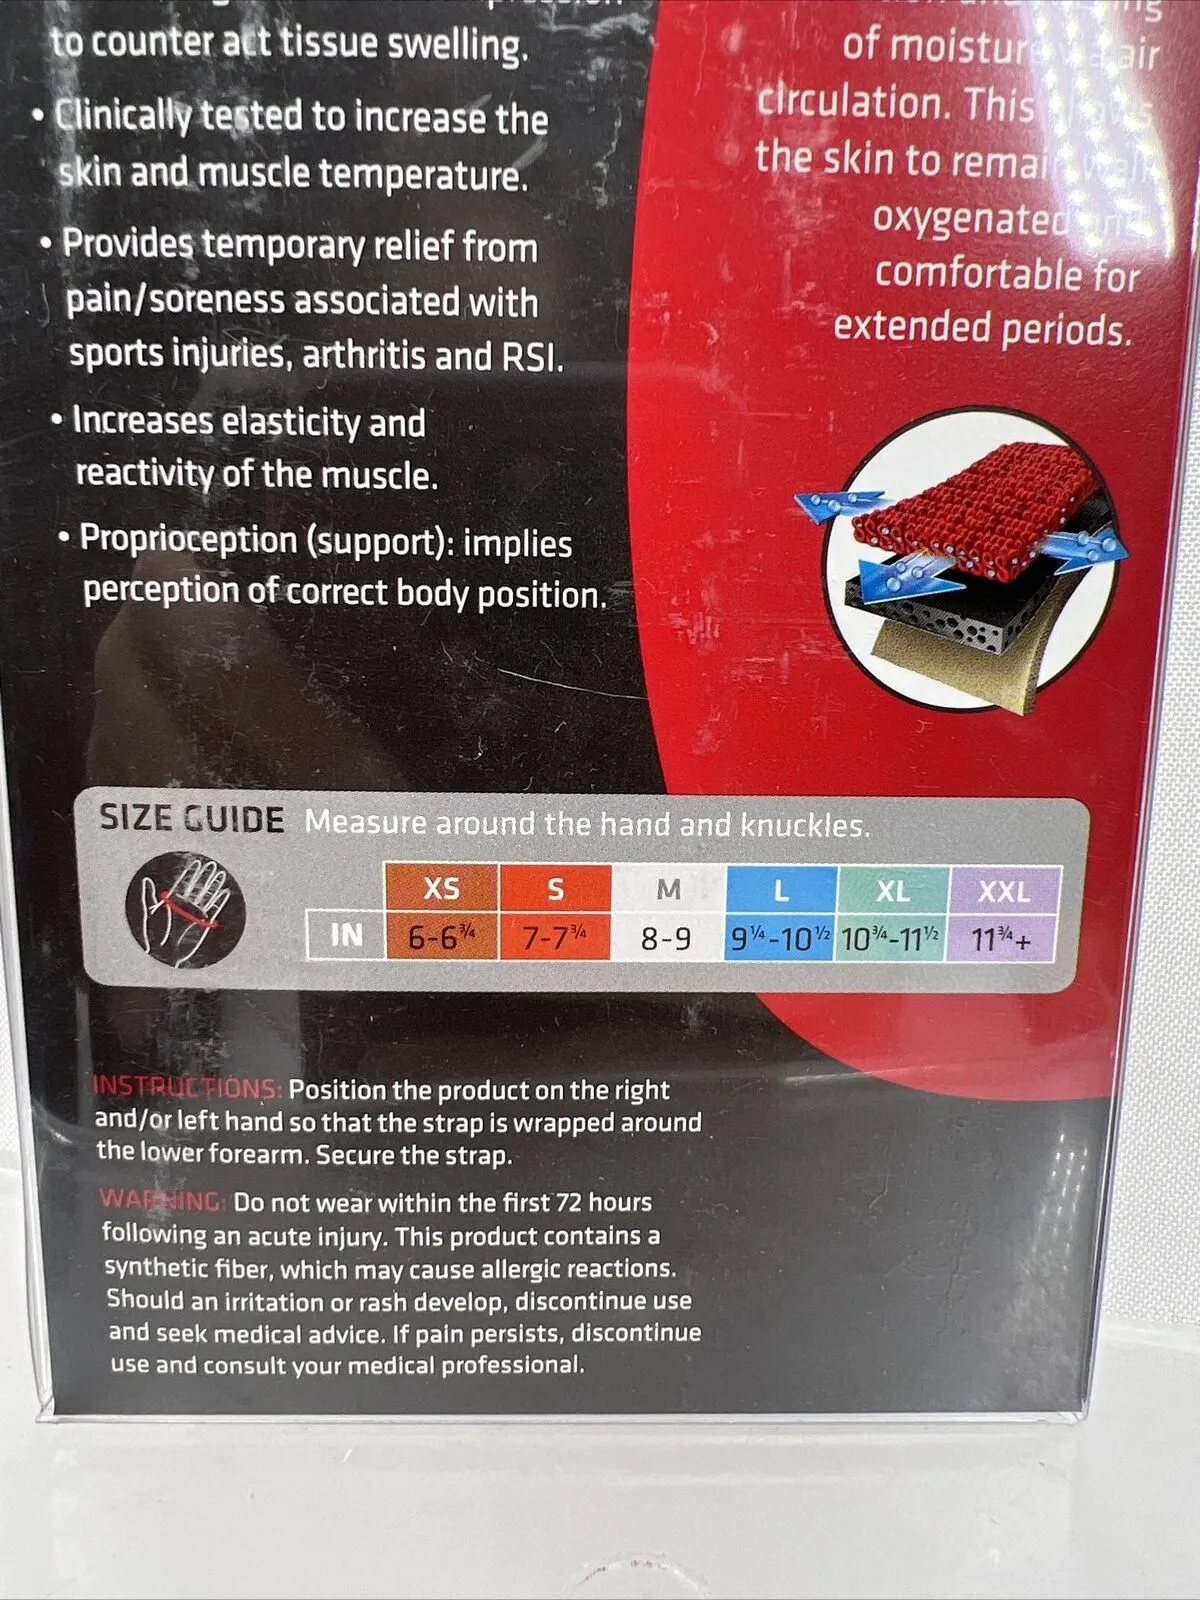 to counter act tissue swelling.
• Clinically tested to increase the
skin and muscle temperature.
• Provides temporary relief from
pain/soreness associated with
sports injuries, arthritis and RSI.
• Increases elasticity and
reactivity of the muscle.
• Proprioception (support): implies
perception of correct body position.
of moisture air
circulation. This
the skin to remain well
oxygenated and
comfortable for
extended periods.
SIZE GUIDE Measure around the hand and knuckles.
XS S M L XL XXL
IN 6-6¾ 7-7¾ 8-9 9¼-10½ 10¾-11½ 11¾+
INSTRUCTIONS: Position the product on the right
and/or left hand so that the strap is wrapped around
the lower forearm. Secure the strap.
WARNING: Do not wear within the first 72 hours
following an acute injury. This product contains a
synthetic fiber, which may cause allergic reactions.
Should an irritation or rash develop, discontinue use
and seek medical advice. If pain persists, discontinue
use and consult your medical professional.